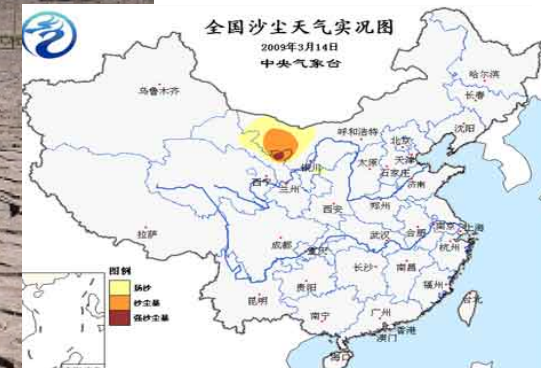 全国沙尘天气实况图
2009年3月14日
中央气象台
哈尔滨
长春
乌鲁木齐
沈阳
呼和浩特
北京
天津
银川
太原
石家庄
西宁
济南
兰州
郑州
西安
南京
上海
合肥
拉萨
成都
武汉
杭州
重庆
长沙
南昌
贵阳
福州
昆明
台北
南宁
广州
香港
澳门
海口
图例
扬沙
沙尘暴
强沙尘暴